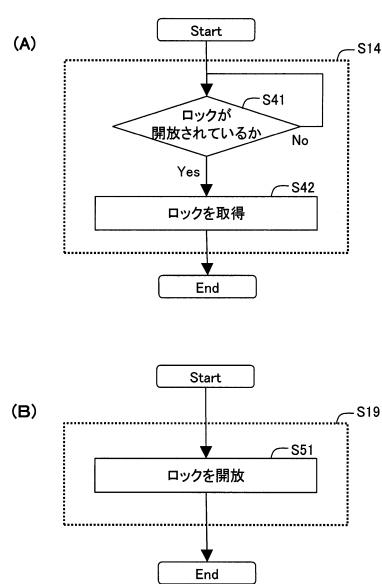 (A)
Start
S14
S41
ロックが
開放されているか
No
Yes
S42
ロックを取得
End
Start
(B)
S19
S51
ロックを開放
End